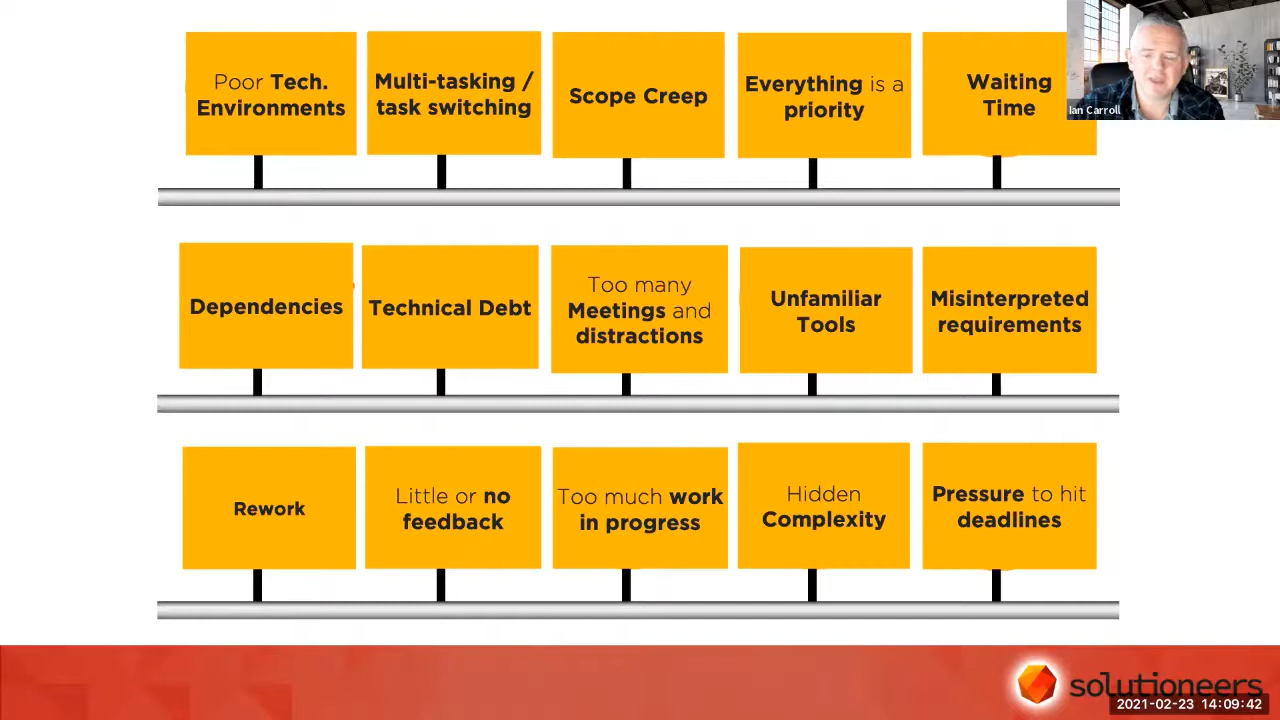 Poor Tech.
Environments
Multi-tasking /
task switching
Scope Creep
Everything is a
priority
Waiting
Time
Ian Carroll
Dependencies
Technical Debt
Too many
Meetings and
distractions
Unfamiliar
Tools
Misinterpreted
requirements
Rework
Little or no
feedback
Too much work
in progress
Hidden
Complexity
Pressure to hit
deadlines
solutioneers
2021-02-23 14:09:42